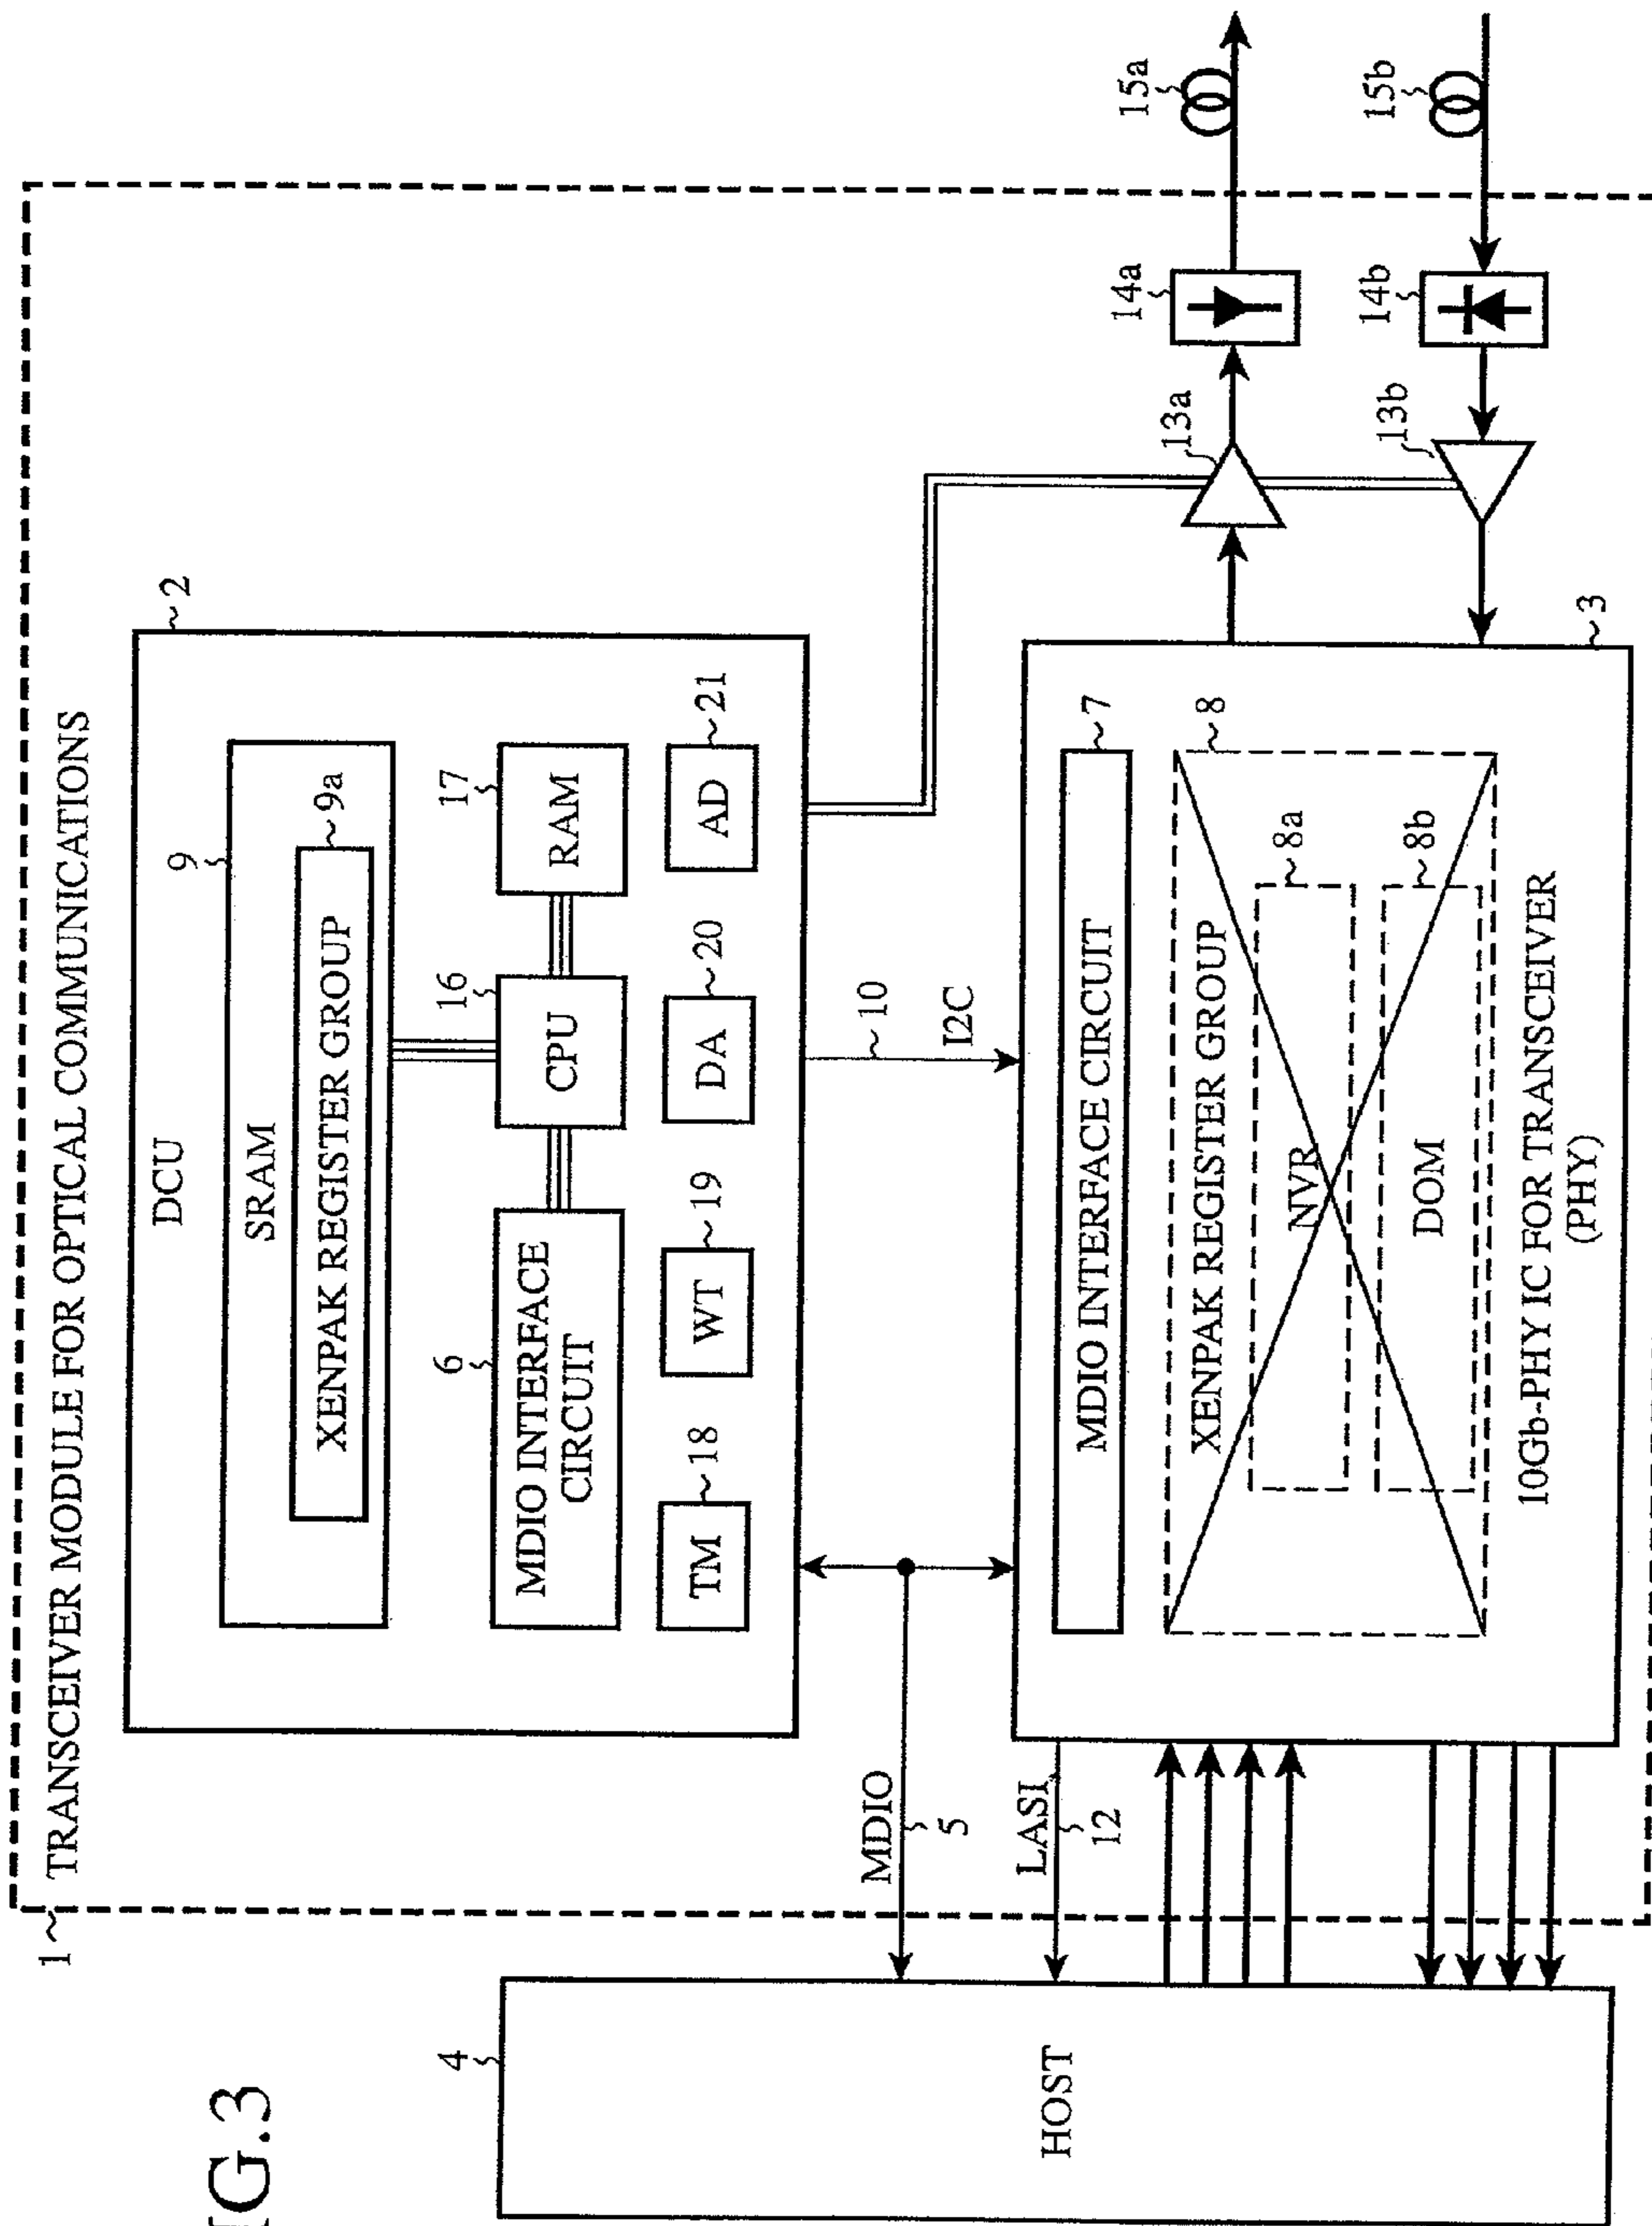 IG.3
1 TRANSCEIVER MODULE FOR OPTICAL COMMUNICATIONS
DCU
2
SRAM
9
XENPAK REGISTER GROUP
9a
MDIO INTERFACE
CIRCUIT
6
CPU
16
RAM
17
TM
18
WT
19
DA
20
AD
21
4
HOST
MDIO
5
LASI
12
10
I2C
MDIO INTERFACE CIRCUIT
7
XENPAK REGISTER GROUP
8
NVR
8a
DOM
8b
10Gb-PHY IC FOR TRANSCEIVER
(PHY)
3
13a
14a
15a
13b
14b
15b